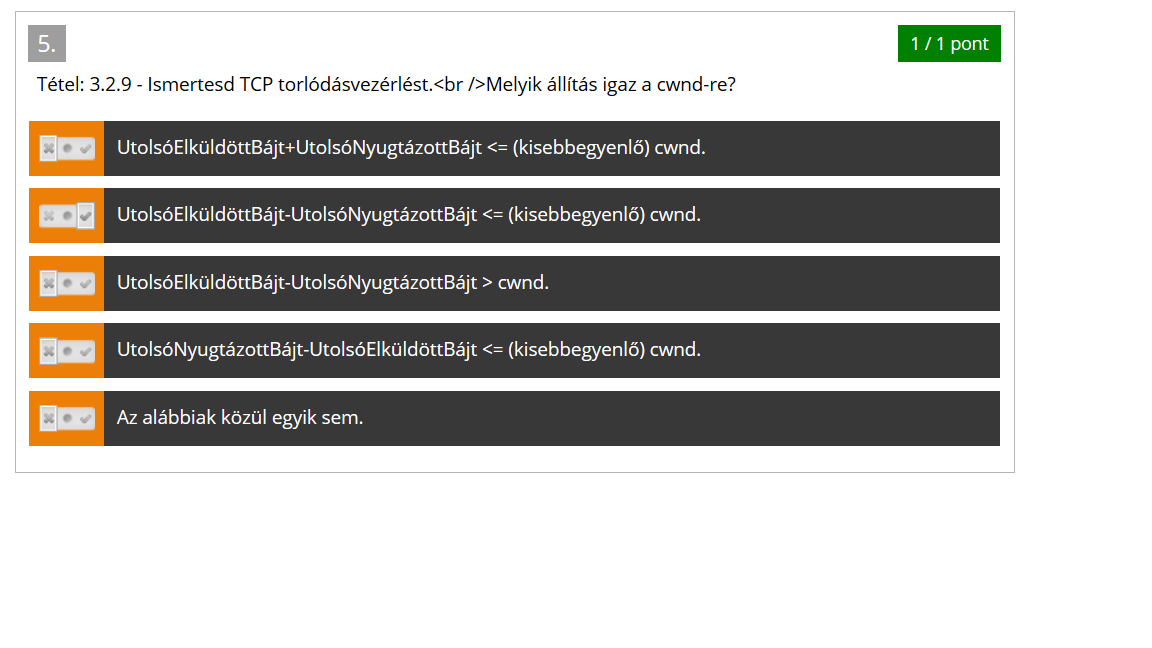 5.
1 / 1 pont
Tétel: 3.2.9 - Ismertesd TCP torlódásvezérlést.<br />Melyik állítás igaz a cwnd-re?
UtolsóElküldöttBájt+UtolsóNyugtázottBájt <= (kisebbegyenlő) cwnd.
UtolsóElküldöttBájt-UtolsóNyugtázottBájt <= (kisebbegyenlő) cwnd.
UtolsóElküldöttBájt-UtolsóNyugtázottBájt > cwnd.
UtolsóNyugtázottBájt-UtolsóElküldöttBájt <= (kisebbegyenlő) cwnd.
Az alábbiak közül egyik sem.